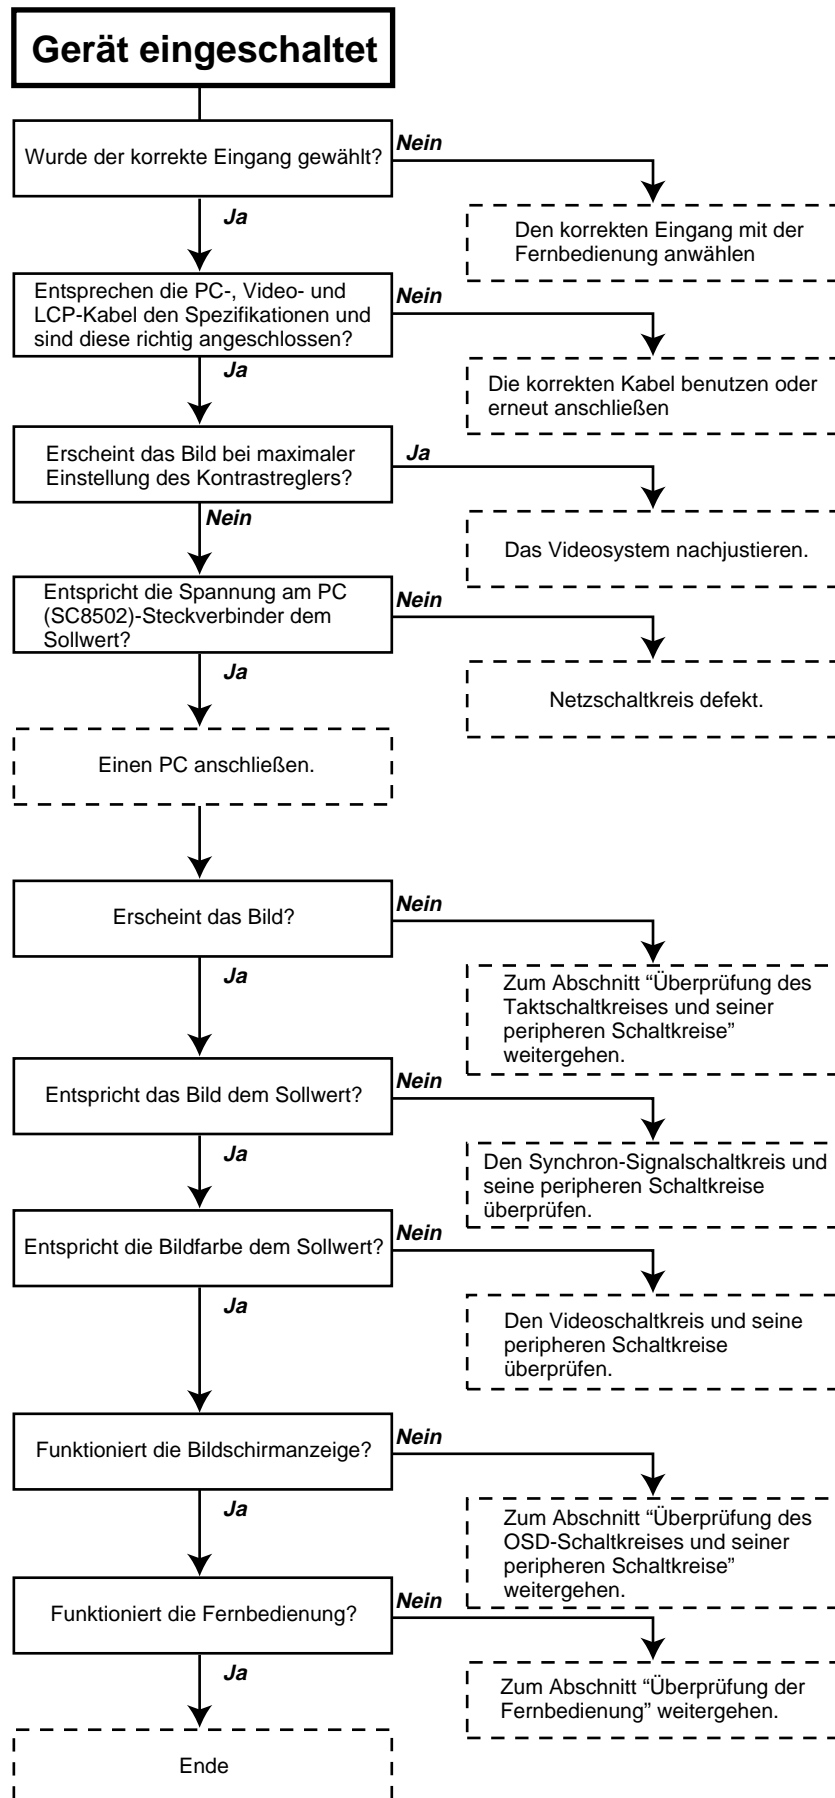 Gerät eingeschaltet
Wurde der korrekte Eingang gewählt?
Nein
Ja
Den korrekten Eingang mit der
Fernbedienung anwählen
Entsprechen die PC-, Video- und
LCP-Kabel den Spezifikationen und
sind diese richtig angeschlossen?
Nein
Ja
Die korrekten Kabel benutzen oder
erneut anschließen
Erscheint das Bild bei maximaler
Einstellung des Kontrastreglers?
Ja
Nein
Das Videosystem nachjustieren.
Entspricht die Spannung am PC
(SC8502)-Steckverbinder dem
Sollwert?
Nein
Ja
Netzschaltkreis defekt.
Einen PC anschließen.
Erscheint das Bild?
Nein
Ja
Zum Abschnitt “Überprüfung des
Taktschaltkreises und seiner
peripheren Schaltkreise”
weitergehen.
Entspricht das Bild dem Sollwert?
Nein
Ja
Den Synchron-Signalschaltkreis und
seine peripheren Schaltkreise
überprüfen.
Entspricht die Bildfarbe dem Sollwert?
Nein
Ja
Den Videoschaltkreis und seine
peripheren Schaltkreise
überprüfen.
Funktioniert die Bildschirmanzeige?
Nein
Ja
Zum Abschnitt “Überprüfung des
OSD-Schaltkreises und seiner
peripheren Schaltkreise”
weitergehen.
Funktioniert die Fernbedienung?
Nein
Ja
Zum Abschnitt “Überprüfung der
Fernbedienung” weitergehen.
Ende